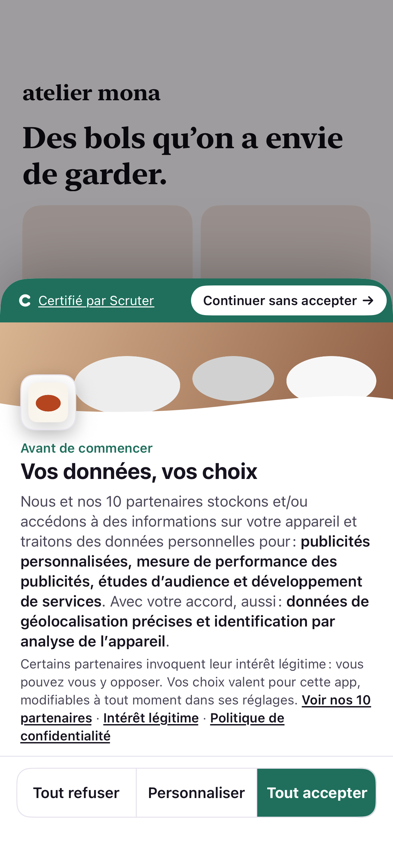 atelier mona
Des bols qu’on a envie
de garder.
Certifié par Scruter
Continuer sans accepter →
Avant de commencer
Vos données, vos choix
Nous et nos 10 partenaires stockons et/ou
accédons à des informations sur votre appareil et
traitons des données personnelles pour : publicités
personnalisées, mesure de performance des
publicités, études d’audience et développement
de services. Avec votre accord, aussi : données de
géolocalisation précises et identification par
analyse de l’appareil.
Certains partenaires invoquent leur intérêt légitime : vous
pouvez vous y opposer. Vos choix valent pour cette app,
modifiables à tout moment dans ses réglages. Voir nos 10
partenaires · Intérêt légitime · Politique de
confidentialité
Tout refuser
Personnaliser
Tout accepter